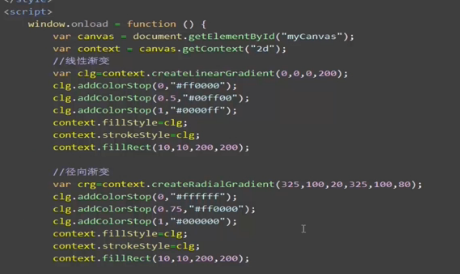 </style>
<script>
window.onload = function () {
var canvas = document.getElementById("myCanvas");
var context = canvas.getContext("2d");
//线性渐变
var clg=context.createLinearGradient(0,0,0,200);
clg.addColorStop(0,"#ff0000");
clg.addColorStop(0.5,"#00ff00");
clg.addColorStop(1,"#0000ff");
context.fillStyle=clg;
context.strokeStyle=clg;
context.fillRect(10,10,200,200);
//径向渐变
var crg=context.createRadialGradient(325,100,20,325,100,80);
clg.addColorStop(0,"#ffffff");
clg.addColorStop(0.75,"#ff0000");
clg.addColorStop(1,"#000000");
context.fillStyle=clg;
context.strokeStyle=clg;
context.fillRect(10,10,200,200);